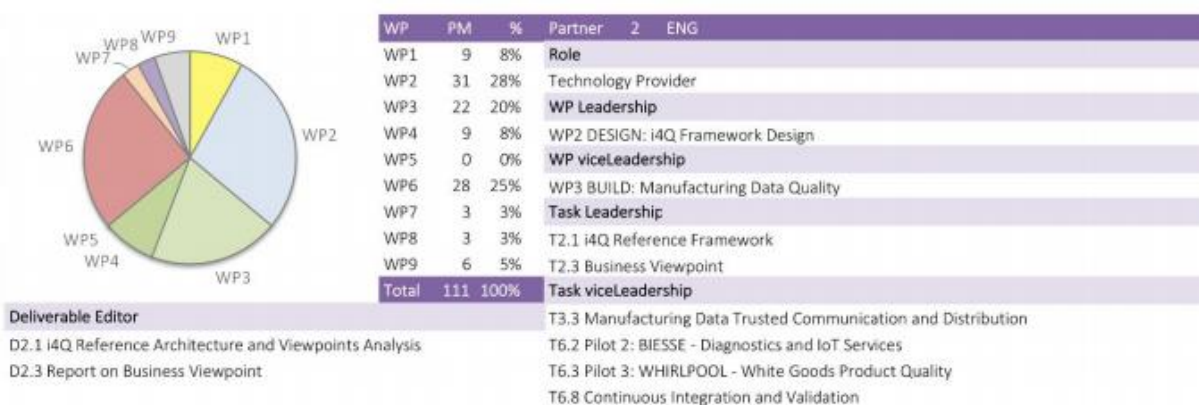 WP1
WP2
WP3
WP4
WP5
WP6
WP7
WP8
WP9
WP PM %
WP1 9 8%
WP2 31 28%
WP3 22 20%
WP4 9 8%
WP5 0 0%
WP6 28 25%
WP7 3 3%
WP8 3 3%
WP9 6 5%
Total 111 100%
Partner 2 ENG
Role
Technology Provider
WP Leadership
WP2 DESIGN: i4Q Framework Design
WP viceLeadership
WP3 BUILD: Manufacturing Data Quality
Task Leadership
T2.1 i4Q Reference Framework
T2.3 Business Viewpoint
Task viceLeadership
T3.3 Manufacturing Data Trusted Communication and Distribution
T6.2 Pilot 2: BIESSE - Diagnostics and IoT Services
T6.3 Pilot 3: WHIRLPOOL - White Goods Product Quality
T6.8 Continuous Integration and Validation
Deliverable Editor
D2.1 i4Q Reference Architecture and Viewpoints Analysis
D2.3 Report on Business Viewpoint